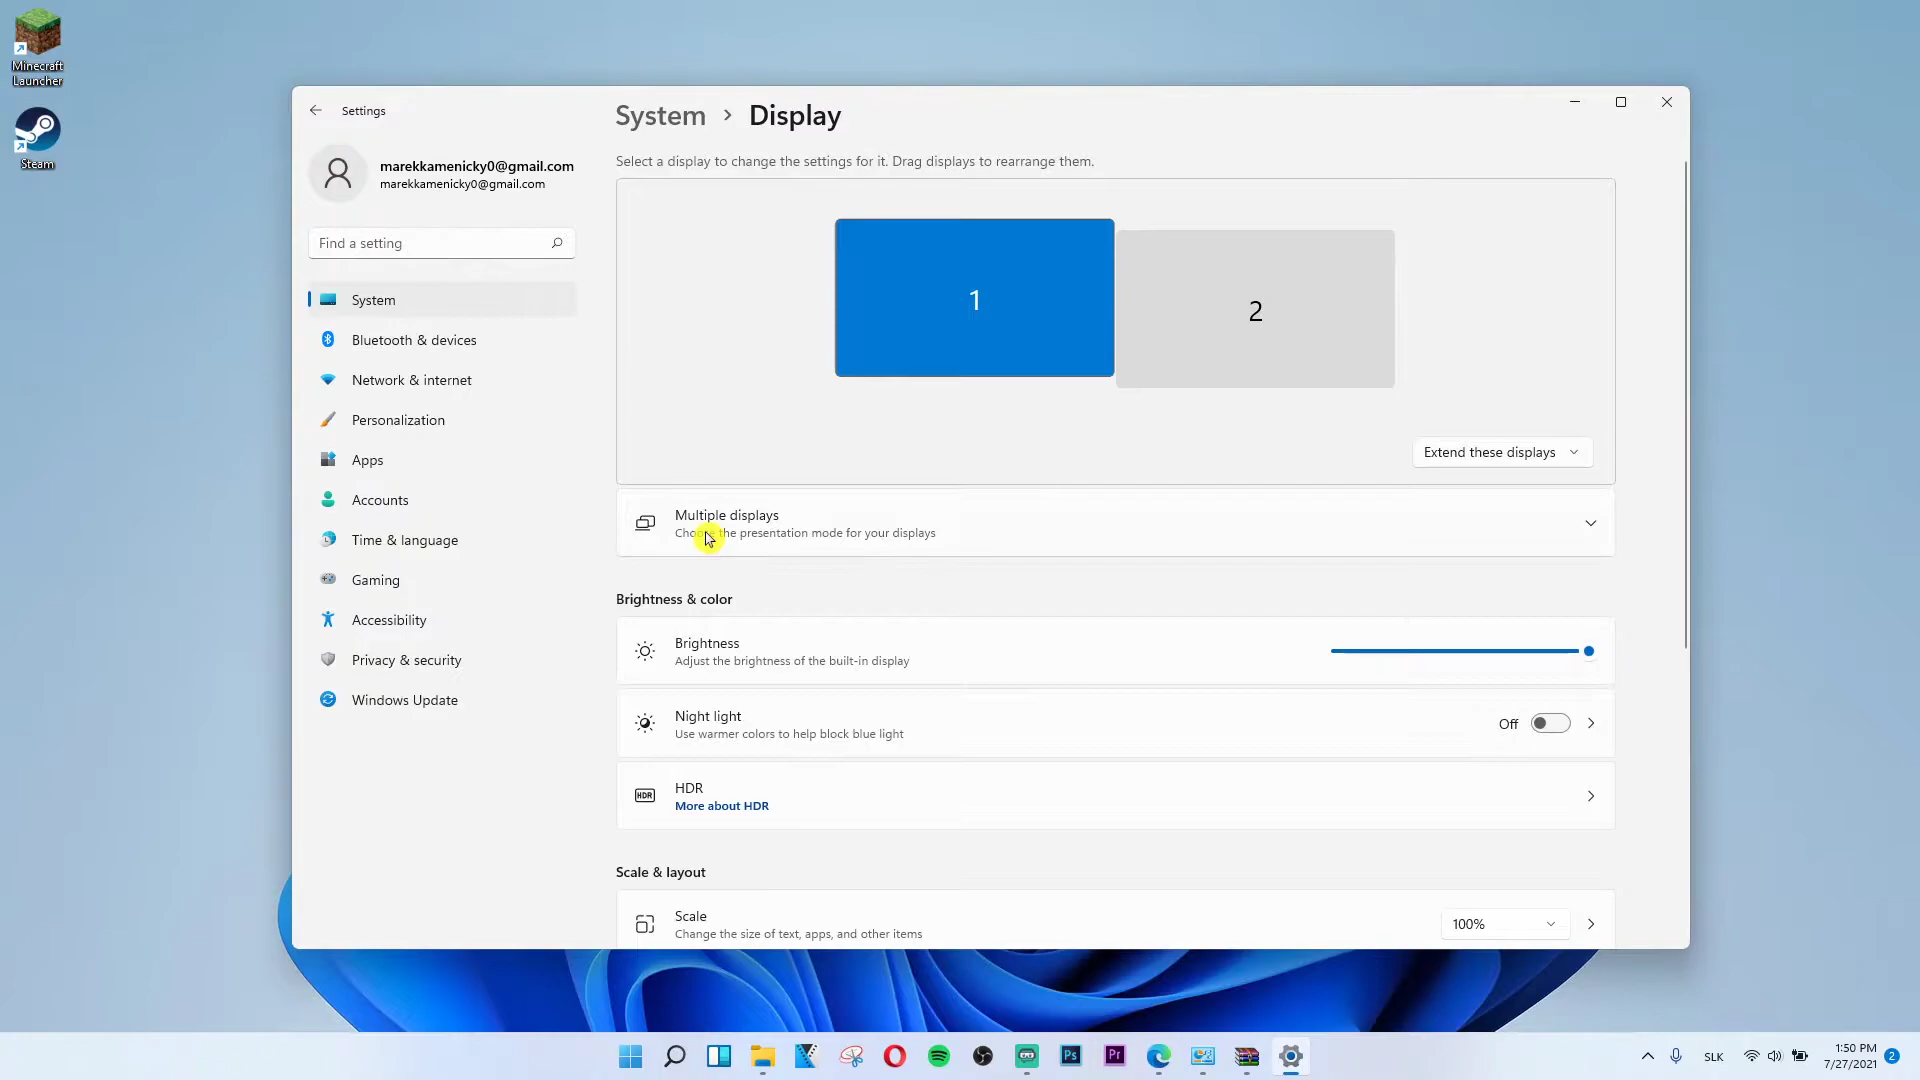 Minecraft
Launcher
Steam
Settings
marekkamenicky0@gmail.com
marekkamenicky0@gmail.com
Find a setting
System
Bluetooth & devices
Network & internet
Personalization
Apps
Accounts
Time & language
Gaming
Accessibility
Privacy & security
Windows Update
System › Display
Select a display to change the settings for it. Drag displays to rearrange them.
1
2
Extend these displays
Multiple displays
Choose the presentation mode for your displays
Brightness & color
Brightness
Adjust the brightness of the built-in display
Night light
Use warmer colors to help block blue light
Off
HDR
HDR
More about HDR
Scale & layout
Scale
Change the size of text, apps, and other items
100%
Ps
Pr
SLK
1:50 PM
7/27/2021
2